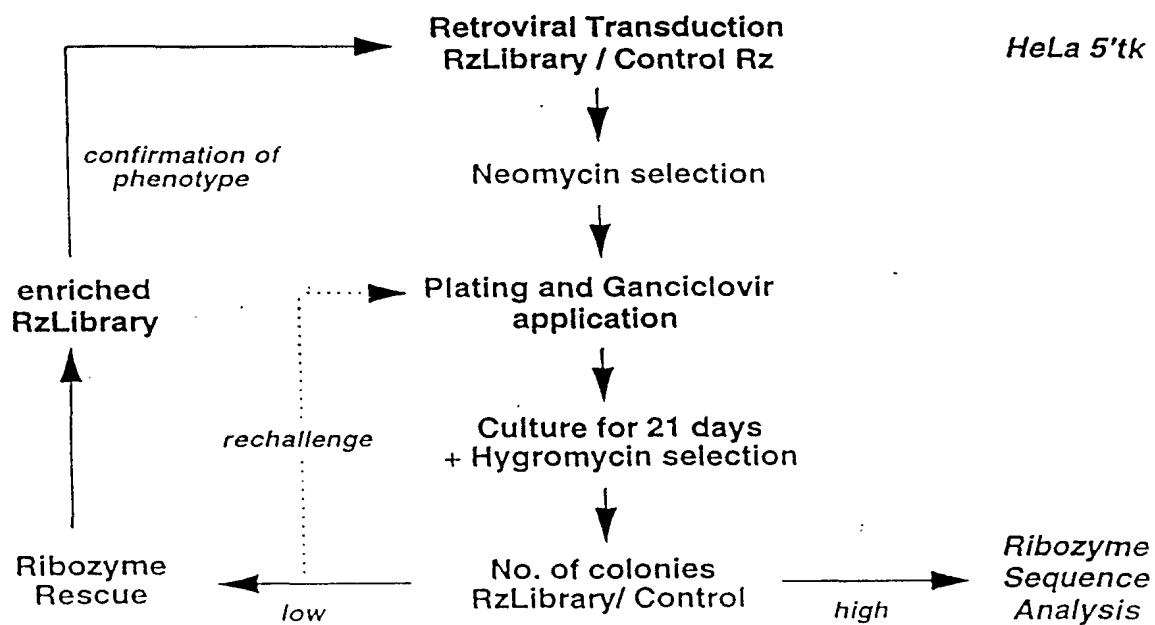 Retroviral Transduction
RzLibrary / Control Rz
HeLa 5'tk
confirmation of
phenotype
Neomycin selection
enriched
RzLibrary
Plating and Ganciclovir
application
rechallenge
Culture for 21 days
+ Hygromycin selection
Ribozyme
Rescue
low
No. of colonies
RzLibrary/ Control
high
Ribozyme
Sequence
Analysis